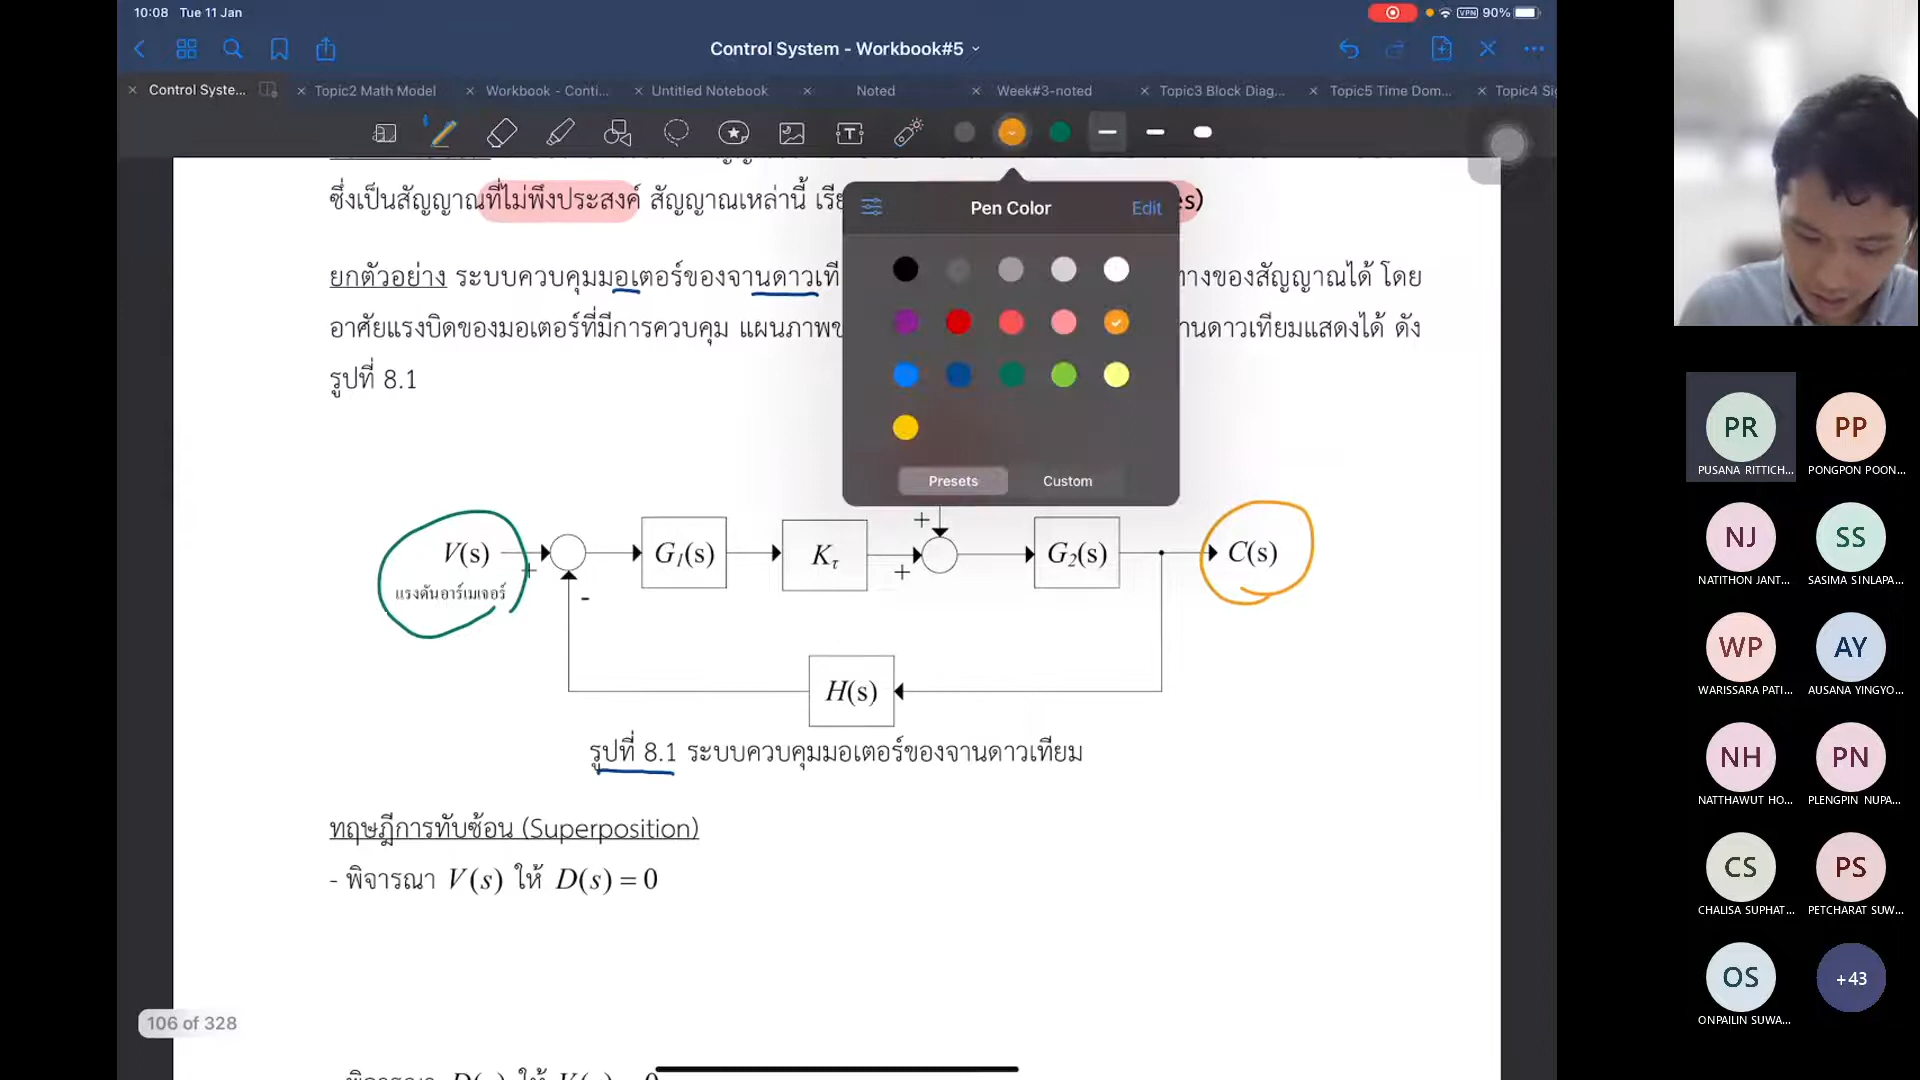 10:08 Tue 11 Jan
VPN 90%
Control System - Workbook#5
Control Syste...
Topic2 Math Model
Workbook - Conti...
Untitled Notebook
Noted
Week#3-noted
Topic3 Block Diag...
Topic5 Time Dom...
Topic4 Si
ซึ่งเป็นสัญญาณที่ไม่พึงประสงค์ สัญญาณเหล่านี้ เรี
s)
Pen Color
Edit
Presets
Custom
ยกตัวอย่าง ระบบควบคุมมอเตอร์ของจานดาวเที
ทางของสัญญาณได้ โดย
อาศัยแรงบิดของมอเตอร์ที่มีการควบคุม แผนภาพข
านดาวเทียมแสดงได้ ดัง
รูปที่ 8.1
V(s)
แรงดันอาร์เมเจอร์
+
-
G1(s)
Kτ
+
+
G2(s)
C(s)
H(s)
รูปที่ 8.1 ระบบควบคุมมอเตอร์ของจานดาวเทียม
ทฤษฎีการทับซ้อน (Superposition)
- พิจารณา V(s) ให้ D(s) = 0
106 of 328
PR
PUSANA RITTICH...
PP
PONGPON POON...
NJ
NATITHON JANT...
SS
SASIMA SINLAPA...
WP
WARISSARA PATI...
AY
AUSANA YINGYO...
NH
NATTHAWUT HO...
PN
PLENGPIN NUPA...
CS
CHALISA SUPHAT...
PS
PETCHARAT SUW...
OS
ONPAILIN SUWA...
+43